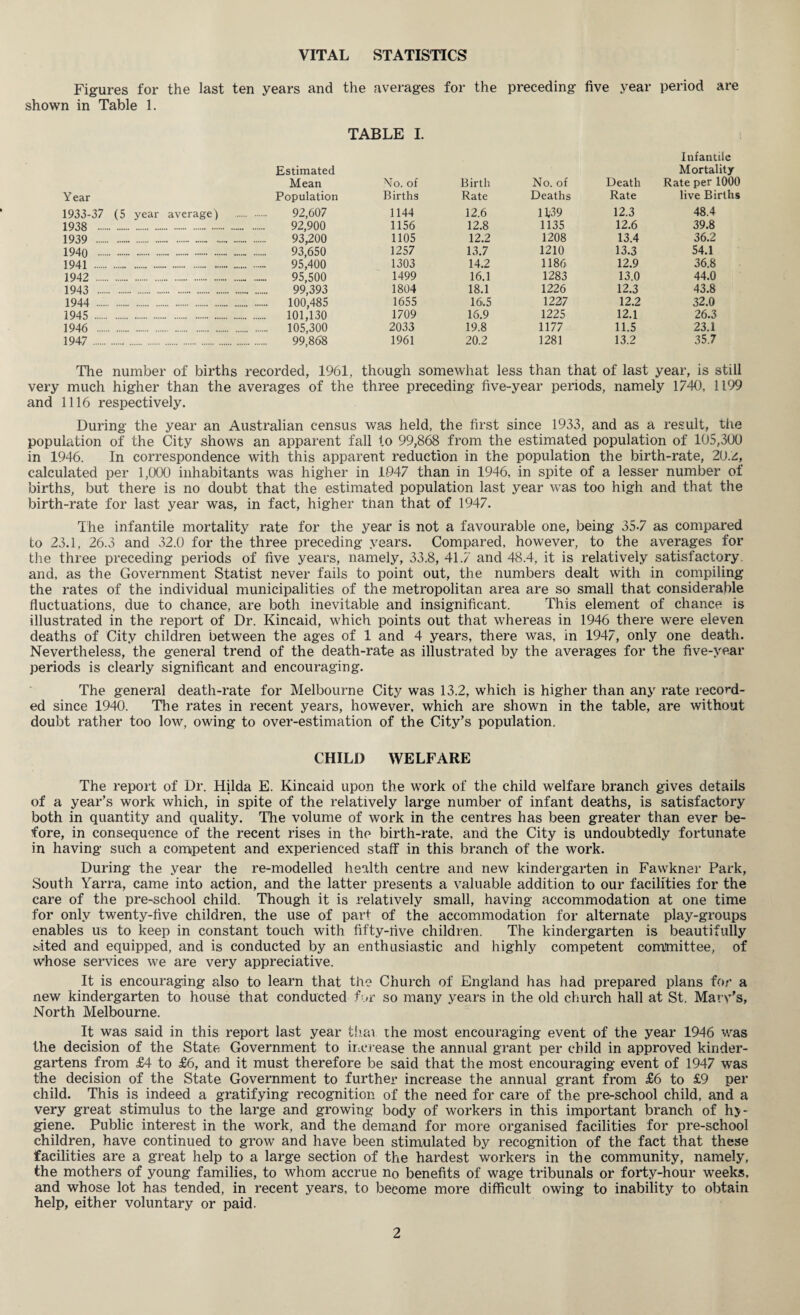 VITAL STATISTICS
Figures for the last ten years and the averages for the preceding five year period are
shown in Table 1.
TABLE I.
Year Estimated Mean Population No. of Births Birth Rate No. of Deaths Death Rate Infantile Mortality Rate per 1000 live Births
1933-37 (5 year average) 92,607 1144 12.6 1139 12.3 48.4
1938 92,900 1156 12.8 1135 12.6 39.8
1939 93,200 1105 12.2 1208 13.4 36.2
1940 93,650 1257 13.7 1210 13.3 54.1
1941 95,400 1303 14.2 1186 12.9 36.8
1942 95,500 1499 16.1 1283 13.0 44.0
1943 99,393 1804 18.1 1226 12.3 43.8
1944 100,485 1655 16.5 1227 12.2 32.0
1945 101,130 1709 16.9 1225 12.1 26.3
1946 105,300 2033 19.8 1177 11.5 23.1
1947 99,868 1961 20.2 1281 13.2 35.7
The number of births recorded, 1961, though somewhat less than that of last year, is still
very much higher than the averages of the three preceding five-year periods, namely 1740, 1199
and 1116 respectively.
During the year an Australian census was held, the first since 1933, and as a result, the
population of the City shows an apparent fall to 99,868 from the estimated population of 105,300
in 1946. In correspondence with this apparent reduction in the population the birth-rate, 20.2,
calculated per 1,000 inhabitants was higher in 1947 than in 1946, in spite of a lesser number of
births, but there is no doubt that the estimated population last year was too high and that the
birth-rate for last year was, in fact, higher than that of 1947.
The infantile mortality rate for the year is not a favourable one, being 35.7 as compared
to 23.1, 26.3 and 32.0 for the three preceding years. Compared, however, to the averages for
the three preceding periods of five years, namely, 33.8, 41.7 and 48.4, it is relatively satisfactory.
and, as the Government Statist never fails to point out, the numbers dealt with in compiling
the rates of the individual municipalities of the metropolitan area are so small that considerable
fluctuations, due to chance, are both inevitable and insignificant. This element of chance is
illustrated in the report of Dr. Kincaid, which points out that whereas in 1946 there were eleven
deaths of City children between the ages of 1 and 4 years, there was, in 1947, only one death.
Nevertheless, the general trend of the death-rate as illustrated by the averages for the five-year
periods is clearly significant and encouraging.
The general death-rate for Melbourne City was 13.2, which is higher than any rate record-
ed since 1940. The rates in recent years, however, which are shown in the table, are without
doubt rather too low, owing to over-estimation of the City's population.
CHILD WELFARE
The report of Dr. Hilda E. Kincaid upon the work of the child welfare branch gives details
of a year's work which, in spite of the relatively large number of infant deaths, is satisfactory
both in quantity and quality. The volume of work in the centres has been greater than ever be-
fore, in consequence of the recent rises in the birth-rate, and the City is undoubtedly fortunate
in having such a competent and experienced staff in this branch of the work.
During the year the re-modelled health centre and new kindergarten in Fawkner Park,
South Yarra, came into action, and the latter presents a valuable addition to our facilities for the
care of the pre-school child. Though it is relatively small, having accommodation at one time
for only twenty-five children, the use of part of the accommodation for alternate play-groups
enables us to keep in constant touch with fifty-five children. The kindergarten is beautifully
sited and equipped, and is conducted by an enthusiastic and highly competent committee, of
whose services we are very appreciative.
It is encouraging also to learn that the Church of England has had prepared plans for a
new kindergarten to house that conducted for so many years in the old church hall at St. Mary's,
North Melbourne.
It was said in this report last year that the most encouraging event of the year 1946 was
the decision of the State Government to increase the annual grant per child in approved kinder-
gartens from £4 to £6, and it must therefore be said that the most encouraging event of 1947 was
the decision of the State Government to further increase the annual grant from £6 to £9 per
child. This is indeed a gratifying recognition of the need for care of the pre-school child, and a
very great stimulus to the large and growing body of workers in this important branch of hy-
giene. Public interest in the work, and the demand for more organised facilities for pre-school
children, have continued to grow and have been stimulated by recognition of the fact that these
facilities are a great help to a large section of the hardest workers in the community, namely,
the mothers of young families, to whom accrue no benefits of wage tribunals or forty-hour weeks,
and whose lot has tended, in recent years, to become more difficult owing to inability to obtain
help, either voluntary or paid.
2